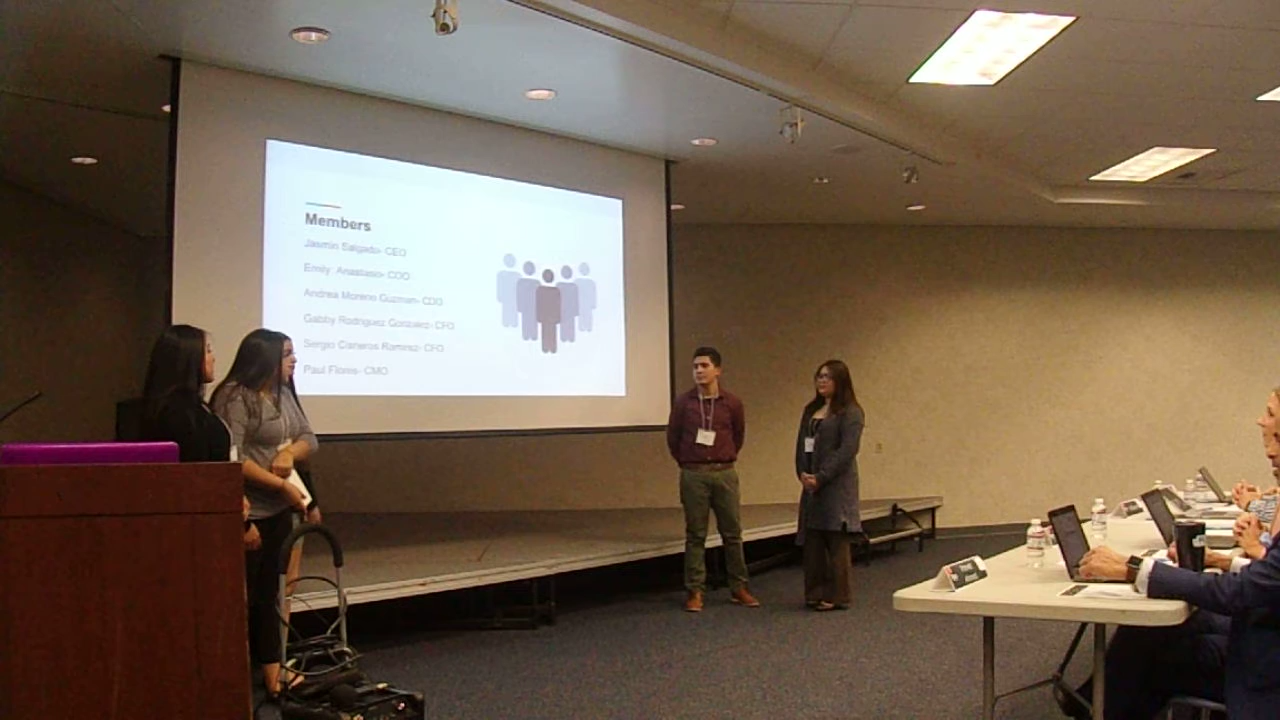 Members
Jasmin Salgado- CEO
Emily Anastasio- COO
Andrea Moreno Guzman- CDO
Gabby Rodriguez Gonzalez- CFO
Sergio Cisneros Ramirez- CFO
Paul Flores- CMO